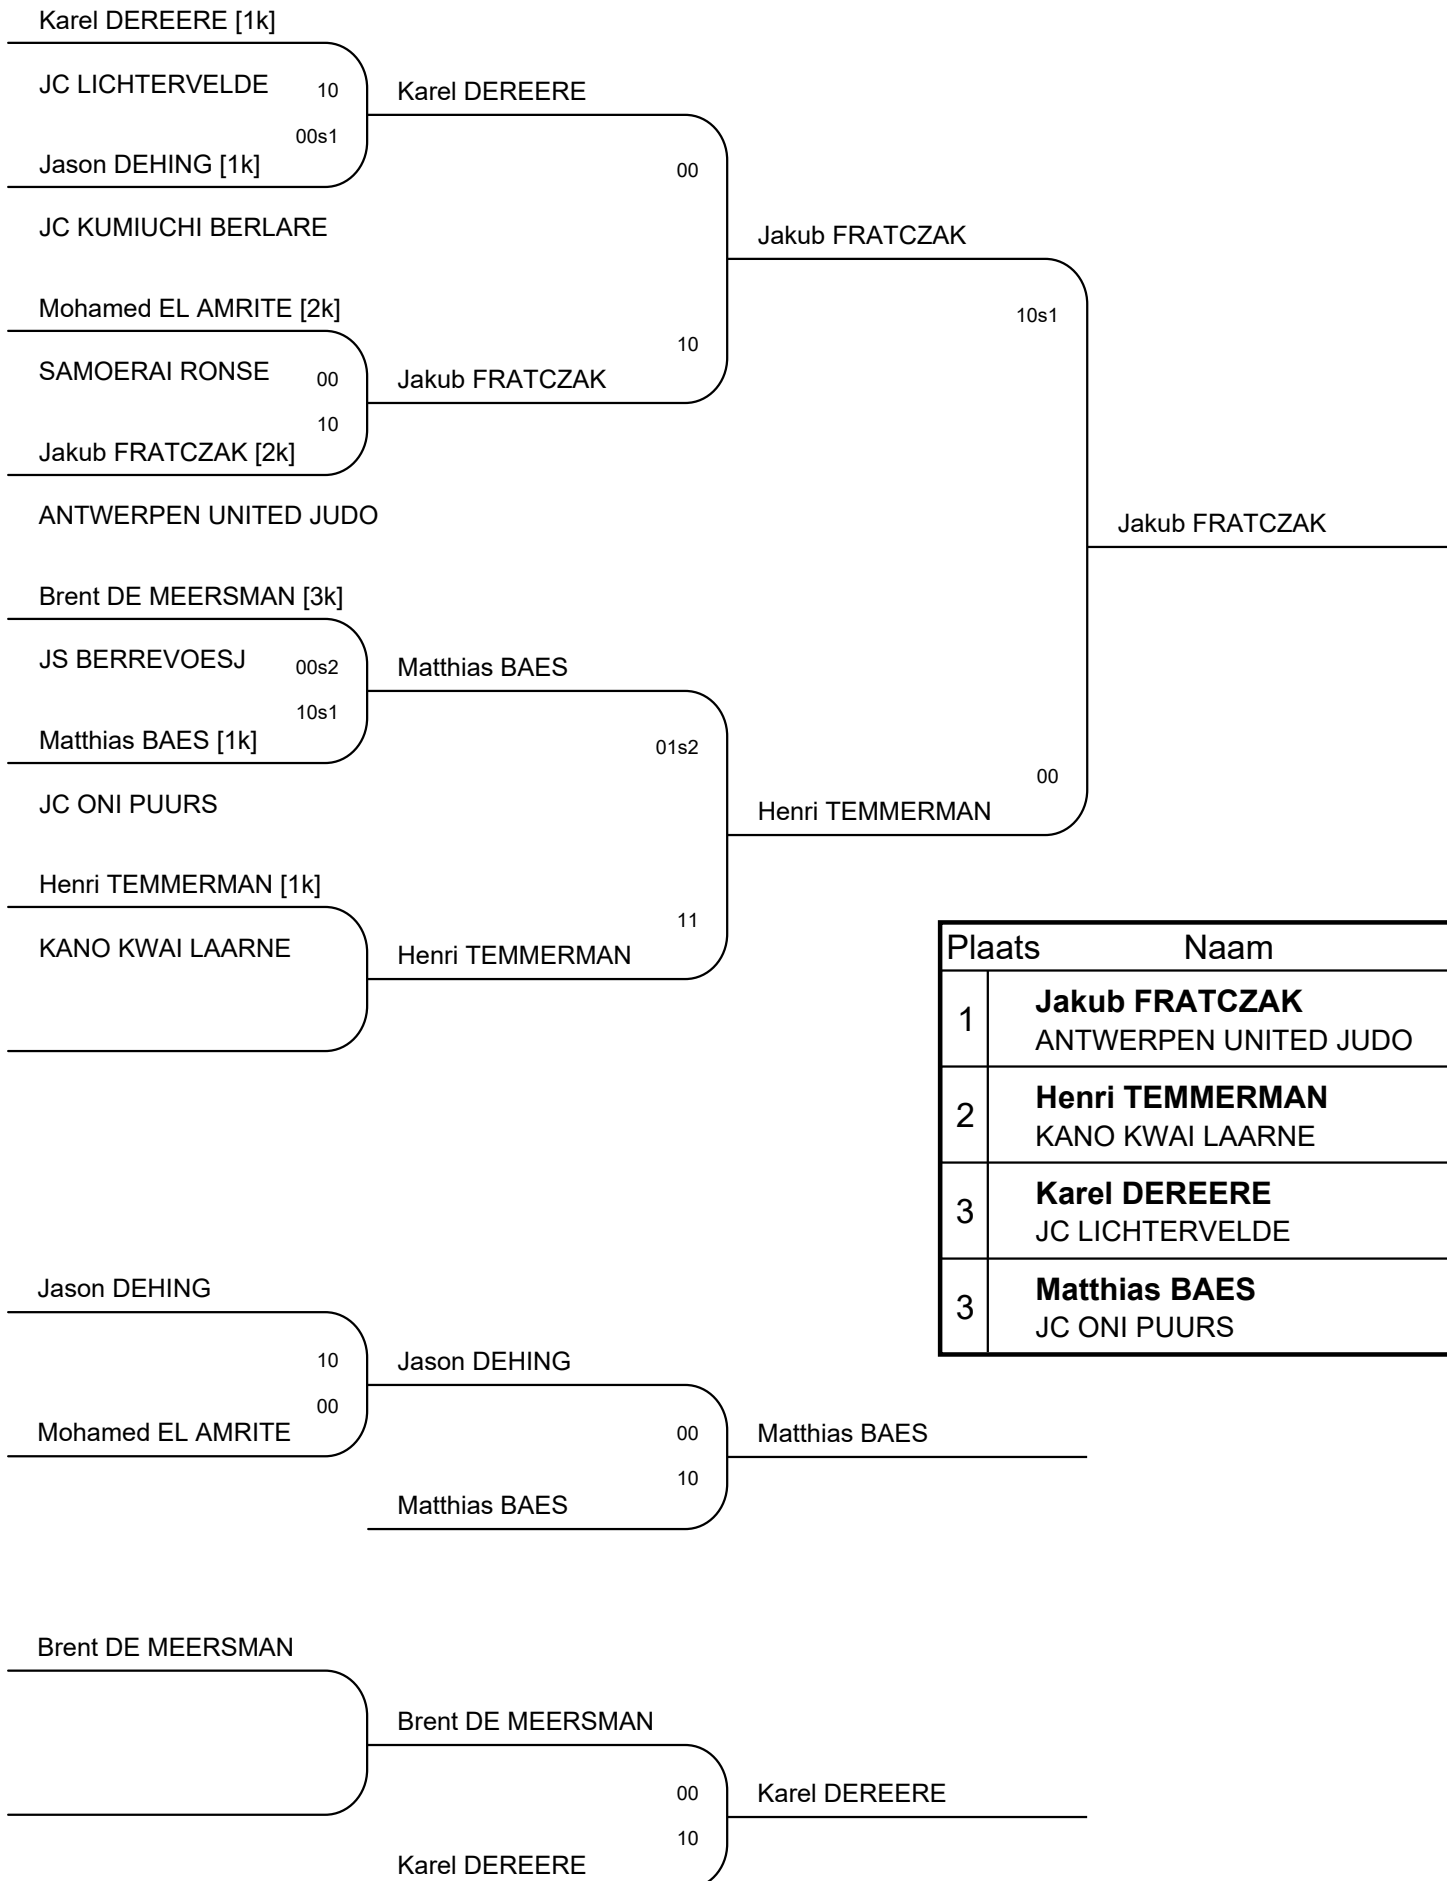 Karel DEREERE [1k]
JC LICHTERVELDE
10
Karel DEREERE
00s1
Jason DEHING [1k]
00
JC KUMIUCHI BERLARE
Jakub FRATCZAK
Mohamed EL AMRITE [2k]
10s1
10
SAMOERAI RONSE
00
Jakub FRATCZAK
10
Jakub FRATCZAK [2k]
ANTWERPEN UNITED JUDO
Jakub FRATCZAK
Brent DE MEERSMAN [3k]
JS BERREVOESJ
00s2
Matthias BAES
10s1
Matthias BAES [1k]
01s2
00
JC ONI PUURS
Henri TEMMERMAN
Henri TEMMERMAN [1k]
11
KANO KWAI LAARNE
Henri TEMMERMAN
Plaats Naam
1 Jakub FRATCZAK
ANTWERPEN UNITED JUDO
2 Henri TEMMERMAN
KANO KWAI LAARNE
3 Karel DEREERE
JC LICHTERVELDE
3 Matthias BAES
JC ONI PUURS
Jason DEHING
10
Jason DEHING
00
Mohamed EL AMRITE
00
Matthias BAES
10
Matthias BAES
Brent DE MEERSMAN
Brent DE MEERSMAN
00
Karel DEREERE
10
Karel DEREERE